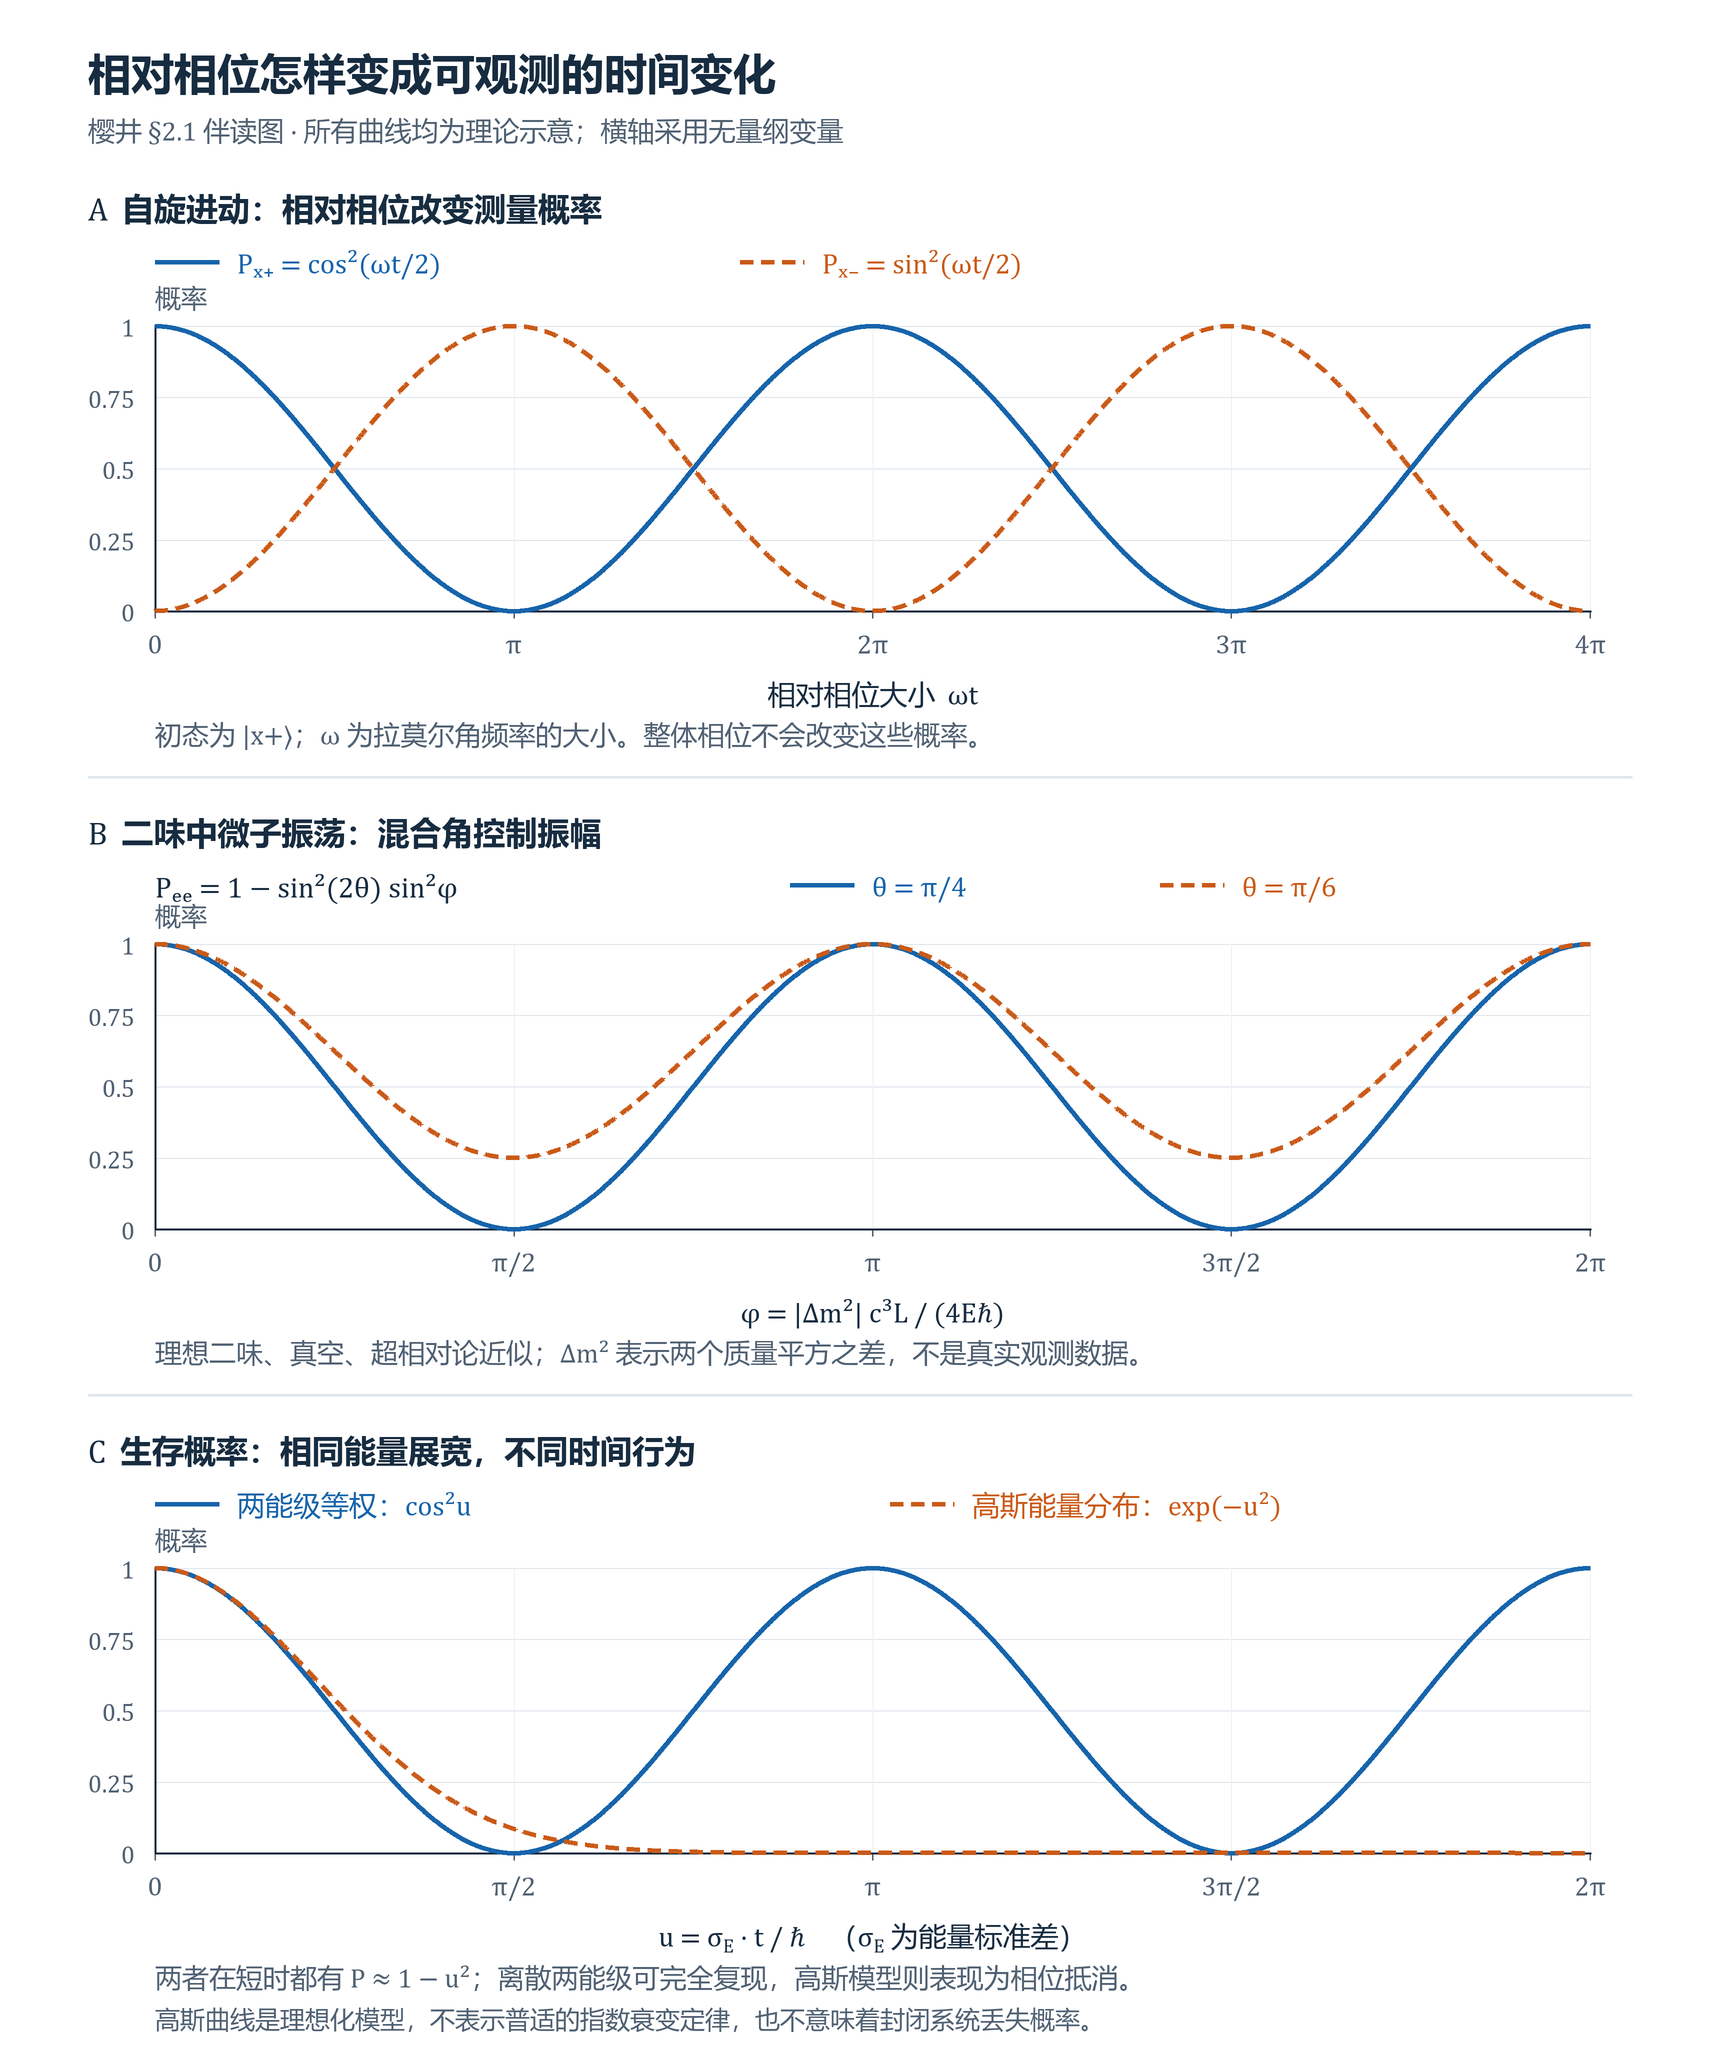 相对相位怎样变成可观测的时间变化
樱井 §2.1 伴读图 · 所有曲线均为理论示意；横轴采用无量纲变量
A 自旋进动：相对相位改变测量概率
Pₓ₊ = cos²(ωt/2)
Pₓ₋ = sin²(ωt/2)
概率
1
0.75
0.5
0.25
0
0 π 2π 3π 4π
相对相位大小 ωt
初态为 |x+⟩；ω 为拉莫尔角频率的大小。整体相位不会改变这些概率。
B 二味中微子振荡：混合角控制振幅
Pₑₑ = 1 − sin²(2θ) sin²φ
θ = π/4
θ = π/6
概率
1
0.75
0.5
0.25
0
0 π/2 π 3π/2 2π
φ = |Δm²| c³L / (4Eℏ)
理想二味、真空、超相对论近似；Δm² 表示两个质量平方之差，不是真实观测数据。
C 生存概率：相同能量展宽，不同时间行为
两能级等权：cos²u
高斯能量分布：exp(−u²)
概率
1
0.75
0.5
0.25
0
0 π/2 π 3π/2 2π
u = σ_E · t / ℏ （σ_E 为能量标准差）
两者在短时都有 P ≈ 1 − u²；离散两能级可完全复现，高斯模型则表现为相位抵消。
高斯曲线是理想化模型，不表示普适的指数衰变定律，也不意味着封闭系统丢失概率。